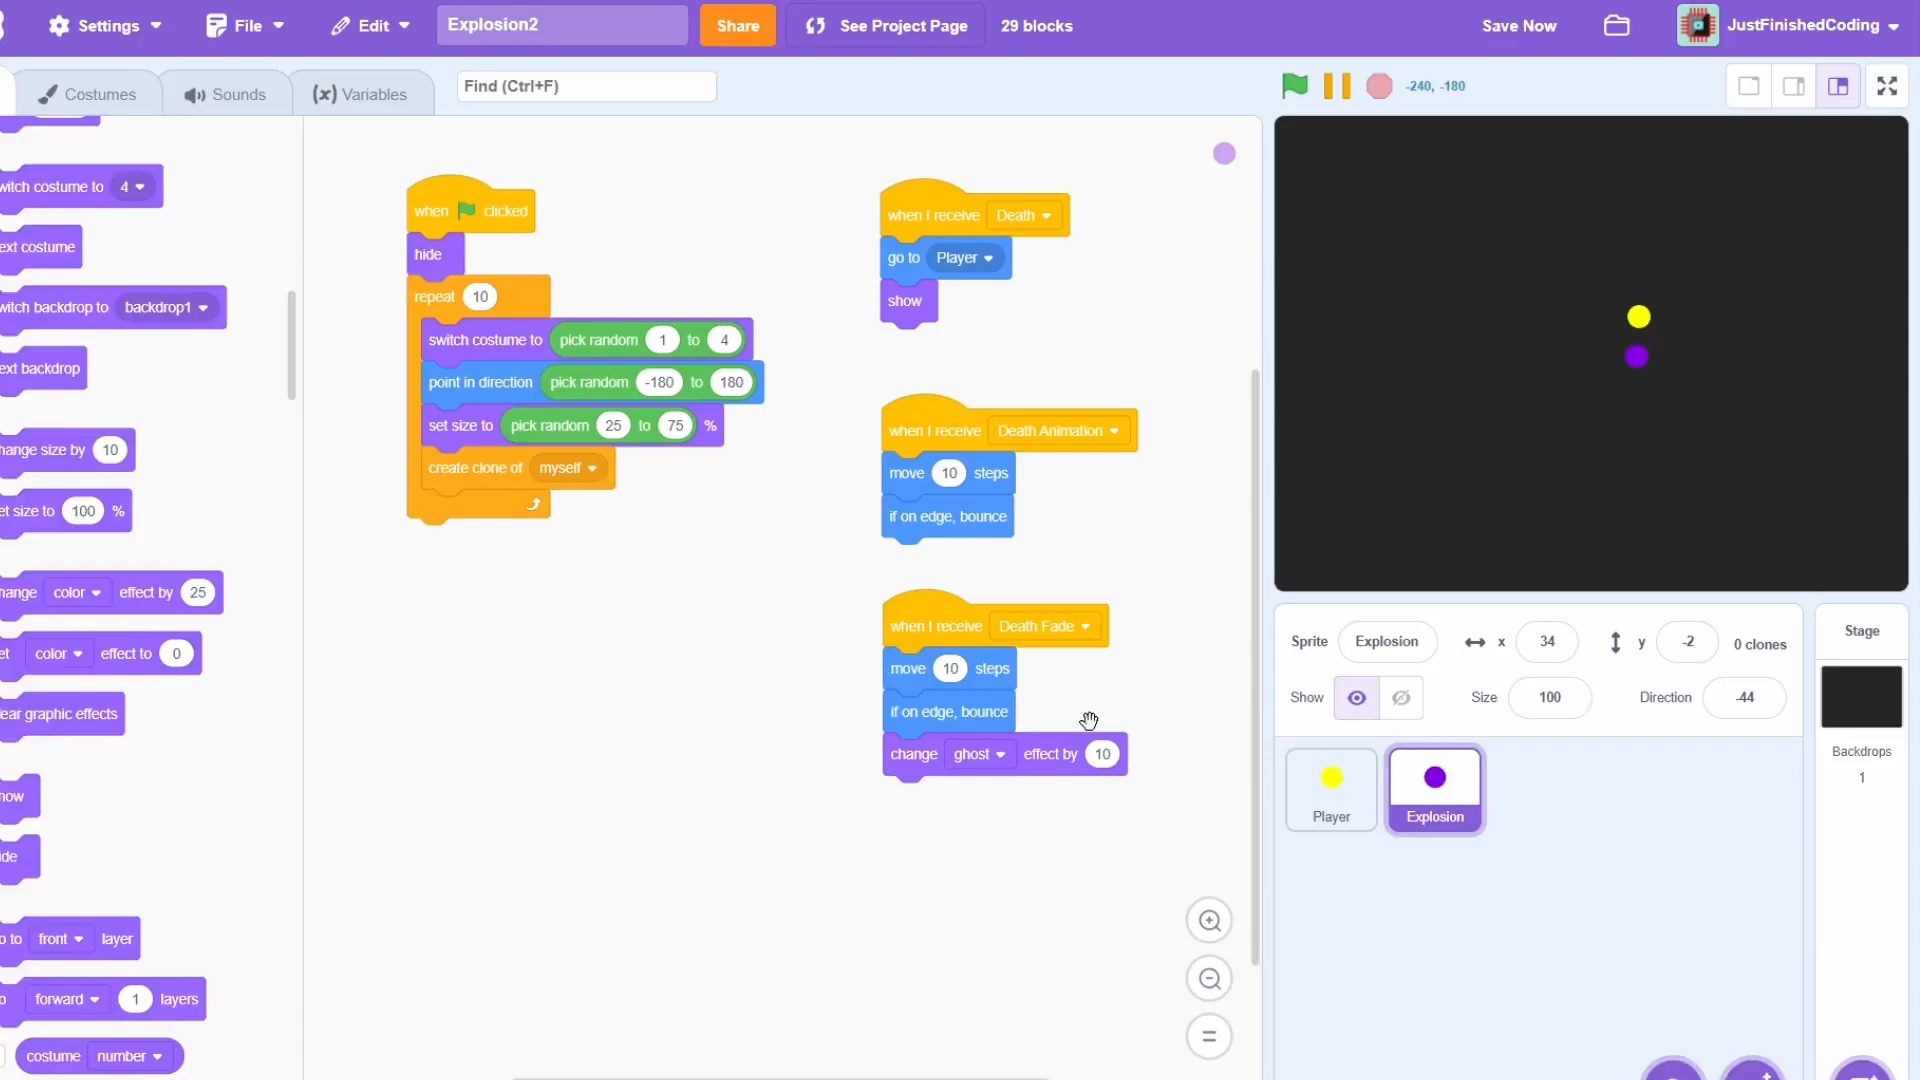 Settings File Edit Explosion2 Share See Project Page 29 blocks Save Now JustFinishedCoding
Costumes Sounds (x) Variables Find (Ctrl+F) -240, -180
witch costume to 4
ext costume
witch backdrop to backdrop1
ext backdrop
hange size by 10
et size to 100 %
hange color effect by 25
et color effect to 0
ear graphic effects
how
ide
o to front layer
o forward 1 layers
costume number
when clicked
hide
repeat 10
switch costume to pick random 1 to 4
point in direction pick random -180 to 180
set size to pick random 25 to 75 %
create clone of myself
when I receive Death
go to Player
show
when I receive Death Animation
move 10 steps
if on edge, bounce
when I receive Death Fade
move 10 steps
if on edge, bounce
change ghost effect by 10
Sprite Explosion x 34 y -2 0 clones
Show Size 100 Direction -44
Player
Explosion
Stage
Backdrops
1